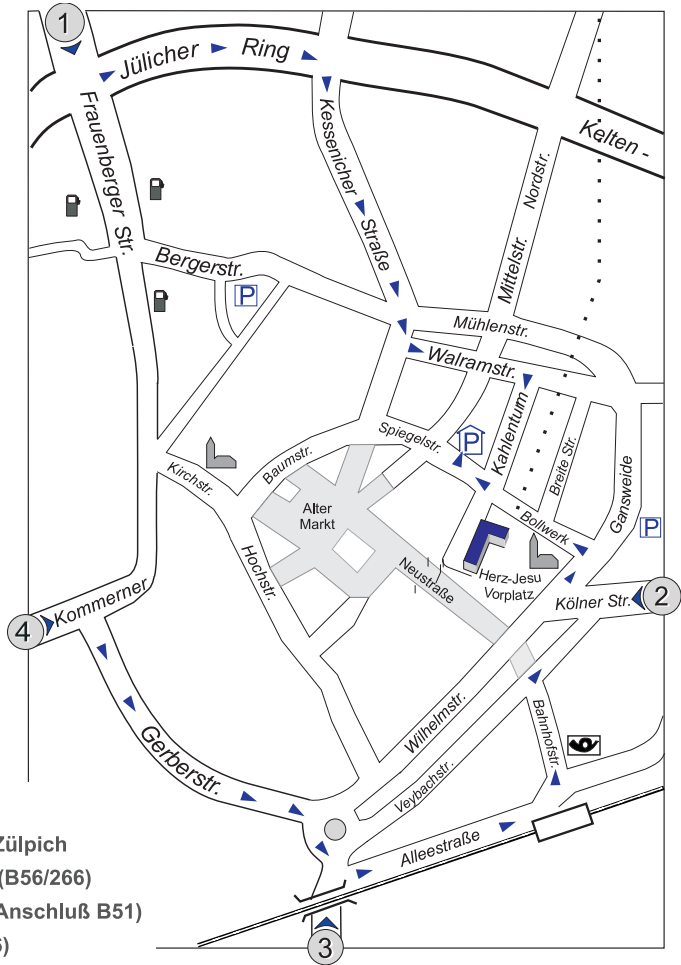 1
Jülicher Ring
Kelten -
Frauenberger Str.
Kessenicher Straße
Nordstr.
Mittelstr.
Bergerstr.
P
Mühlenstr.
Walramstr.
Kahlenturm
Spiegelstr.
P
Breite Str.
Gansweide
Baumstr.
Kirchstr.
Alter
Markt
Bollwerk
P
Hochstr.
Neustraße
Herz-Jesu
Vorplatz
Kölner Str.
2
4
Kommerner
Wilhelmstr.
Bahnhofstr.
Gerberstr.
Veybachstr.
Alleestraße
Zülpich
(B56/266)
Anschluß B51)
3